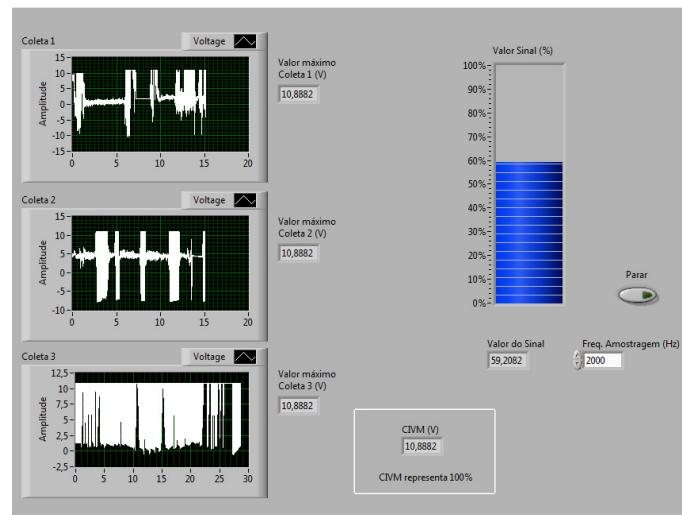 Coleta 1
Voltage
Amplitude
15
10
5
0
-5
-10
-15
0 5 10 15 20
Valor máximo
Coleta 1 (V)
10,8882
Coleta 2
Voltage
Amplitude
15
10
5
0
-5
-10
0 5 10 15 20
Valor máximo
Coleta 2 (V)
10,8882
Coleta 3
Voltage
Amplitude
12,5
10
7,5
5
2,5
0
-2,5
0 5 10 15 20 25 30
Valor máximo
Coleta 3 (V)
10,8882
Valor Sinal (%)
100%
90%
80%
70%
60%
50%
40%
30%
20%
10%
0%
Parar
Valor do Sinal
59,2082
Freq. Amostragem (Hz)
2000
CIVM (V)
10,8882
CIVM representa 100%